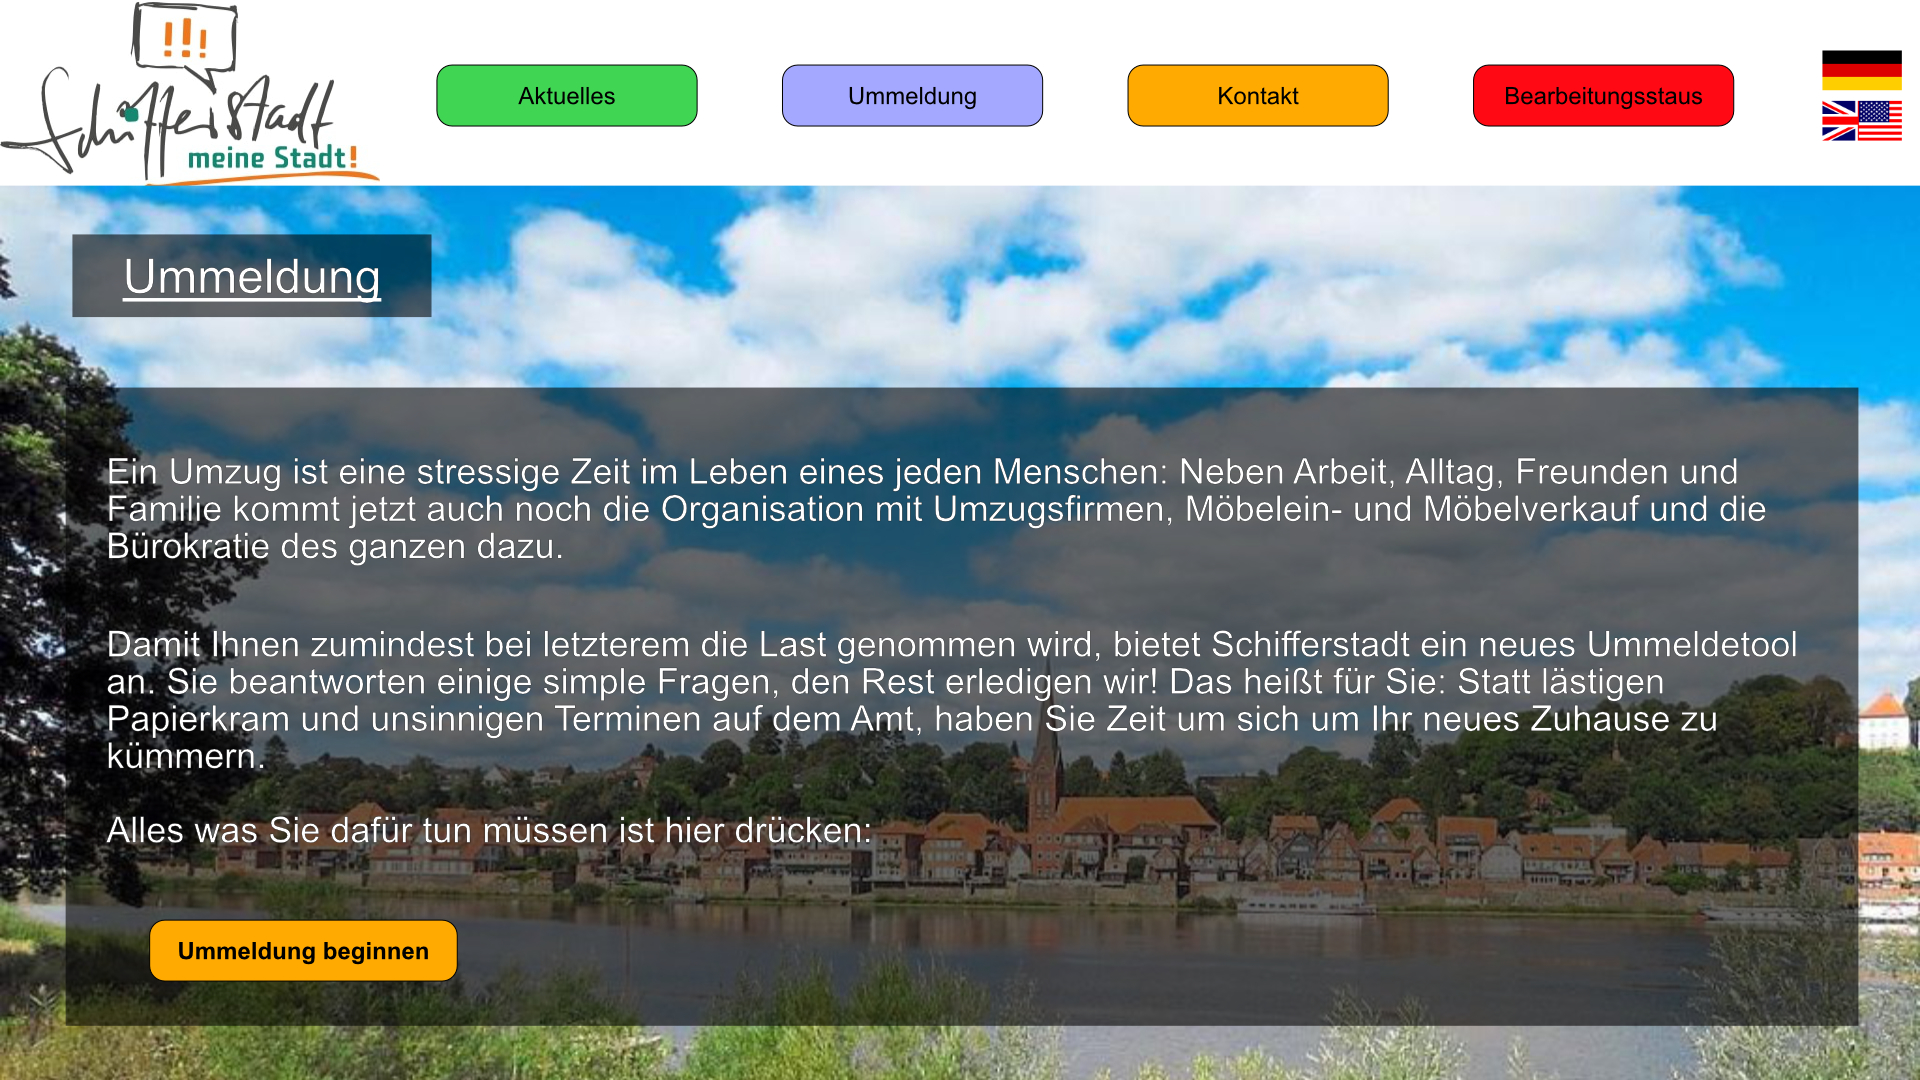 !!!
Schifferstadt
meine Stadt!
Aktuelles
Ummeldung
Kontakt
Bearbeitungsstaus
Ummeldung
Ein Umzug ist eine stressige Zeit im Leben eines jeden Menschen: Neben Arbeit, Alltag, Freunden und
Familie kommt jetzt auch noch die Organisation mit Umzugsfirmen, Möbelein- und Möbelverkauf und die
Bürokratie des ganzen dazu.
Damit Ihnen zumindest bei letzterem die Last genommen wird, bietet Schifferstadt ein neues Ummeldetool
an. Sie beantworten einige simple Fragen, den Rest erledigen wir! Das heißt für Sie: Statt lästigen
Papierkram und unsinnigen Terminen auf dem Amt, haben Sie Zeit um sich um Ihr neues Zuhause zu
kümmern.
Alles was Sie dafür tun müssen ist hier drücken:
Ummeldung beginnen